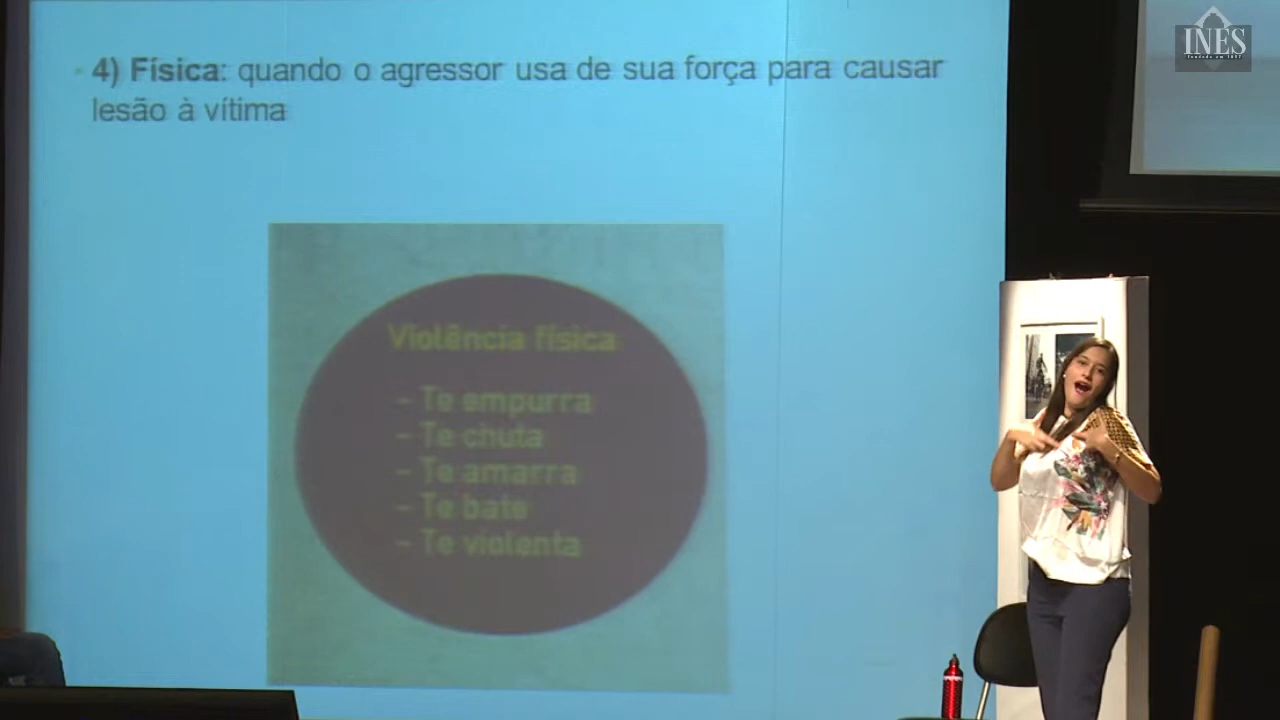 4) Física: quando o agressor usa de sua força para causar
lesão à vítima
Violência física
- Te empurra
- Te chuta
- Te amarra
- Te bate
- Te violenta
INES